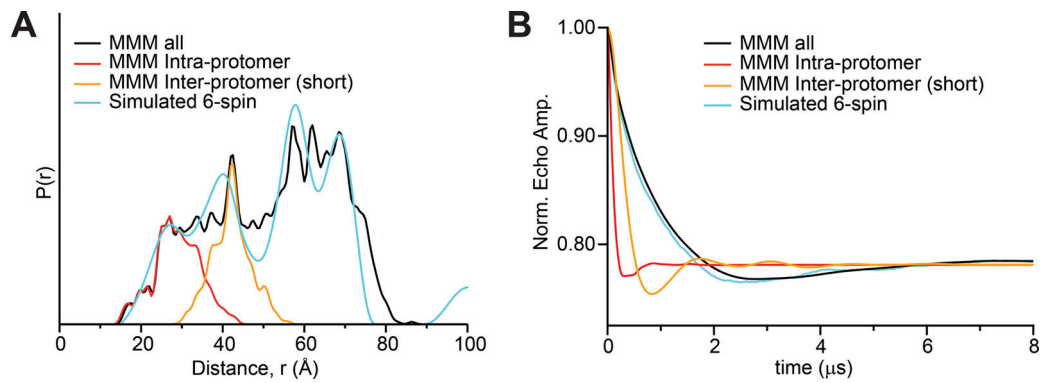 A
MMM all
MMM Intra-protomer
MMM Inter-protomer (short)
Simulated 6-spin
P(r)
0 20 40 60 80 100
Distance, r (Å)
B
MMM all
MMM Intra-protomer
MMM Inter-protomer (short)
Simulated 6-spin
Norm. Echo Amp.
1.00
0.90
0.80
0 2 4 6 8
time (μs)